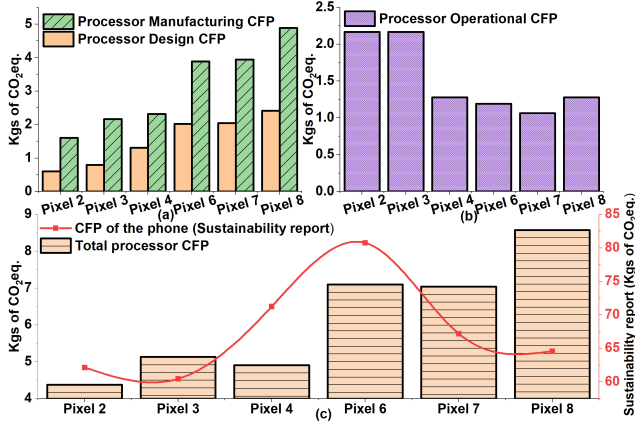 5
4
3
2
1
0
Kgs of CO₂eq.
Processor Manufacturing CFP
Processor Design CFP
Pixel 2
Pixel 3
Pixel 4
Pixel 6
Pixel 7
Pixel 8
(a)
2.5
2.0
1.5
1.0
0.5
0.0
Kgs of CO₂eq.
Processor Operational CFP
Pixel 2
Pixel 3
Pixel 4
Pixel 6
Pixel 7
Pixel 8
(b)
9
8
7
6
5
4
Kgs of CO₂eq.
CFP of the phone (Sustainability report)
Total processor CFP
Pixel 2
Pixel 3
Pixel 4
Pixel 6
Pixel 7
Pixel 8
(c)
85
80
75
70
65
60
Sustainability report (Kgs of CO₂eq.)